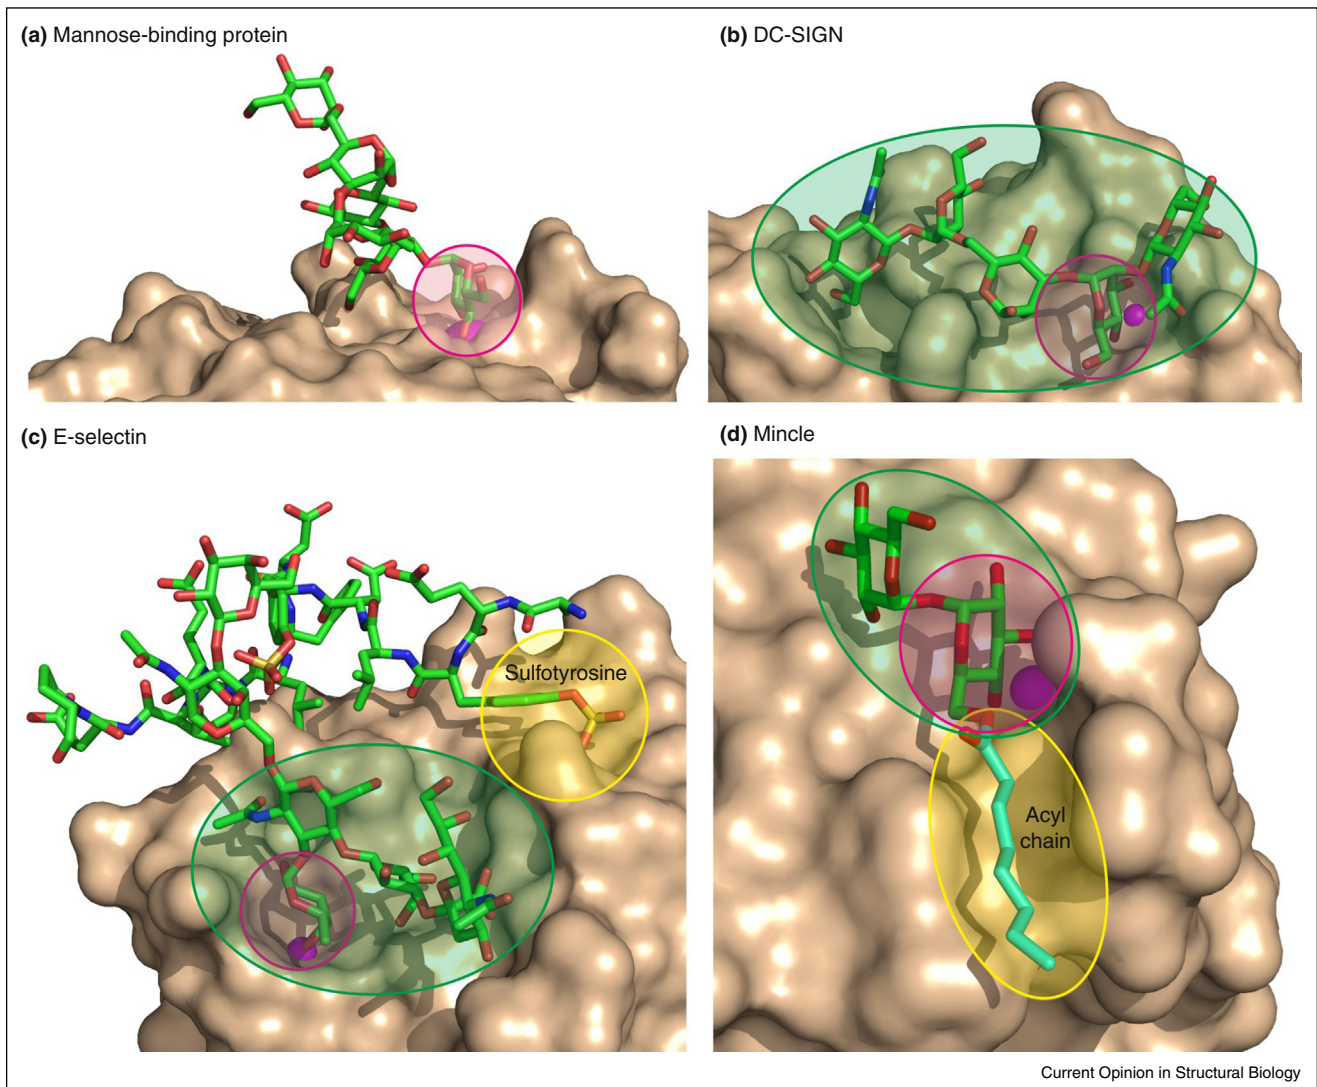 (a) Mannose-binding protein
(b) DC-SIGN
(c) E-selectin
Sulfotyrosine
(d) Mincle
Acyl
chain
Current Opinion in Structural Biology